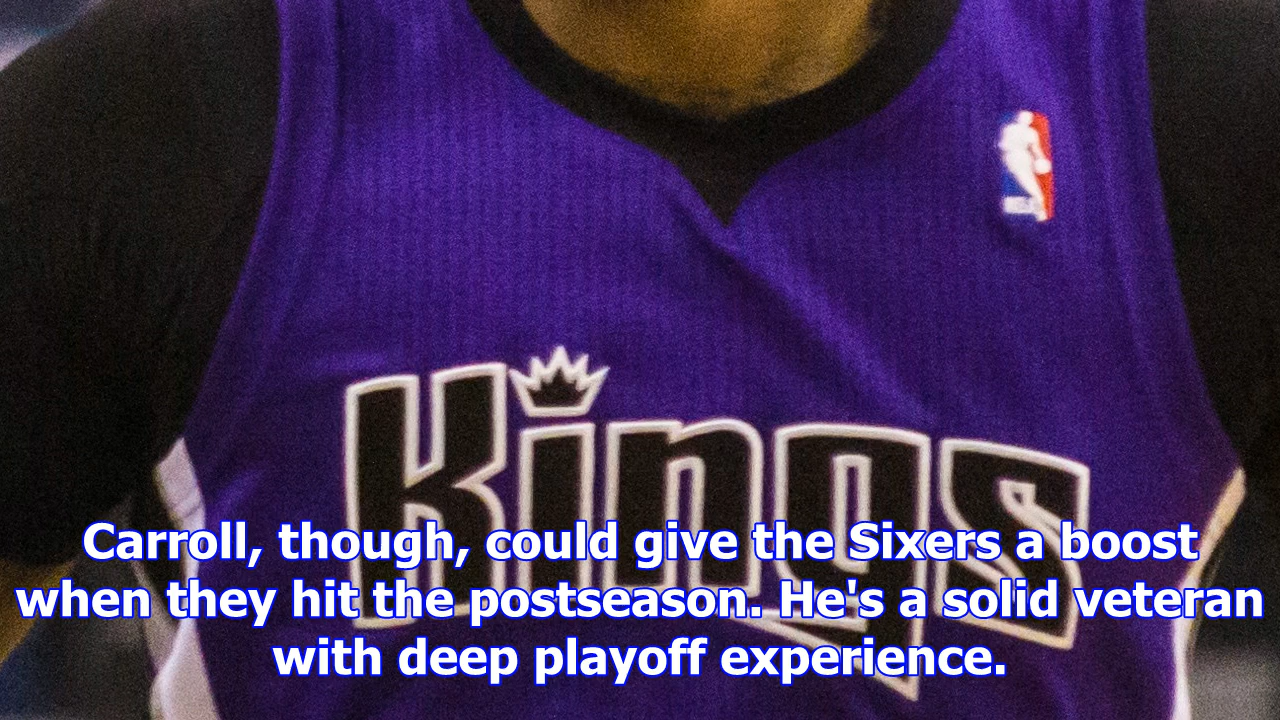 Kings
Carroll, though, could give the Sixers a boost
when they hit the postseason. He's a solid veteran
with deep playoff experience.